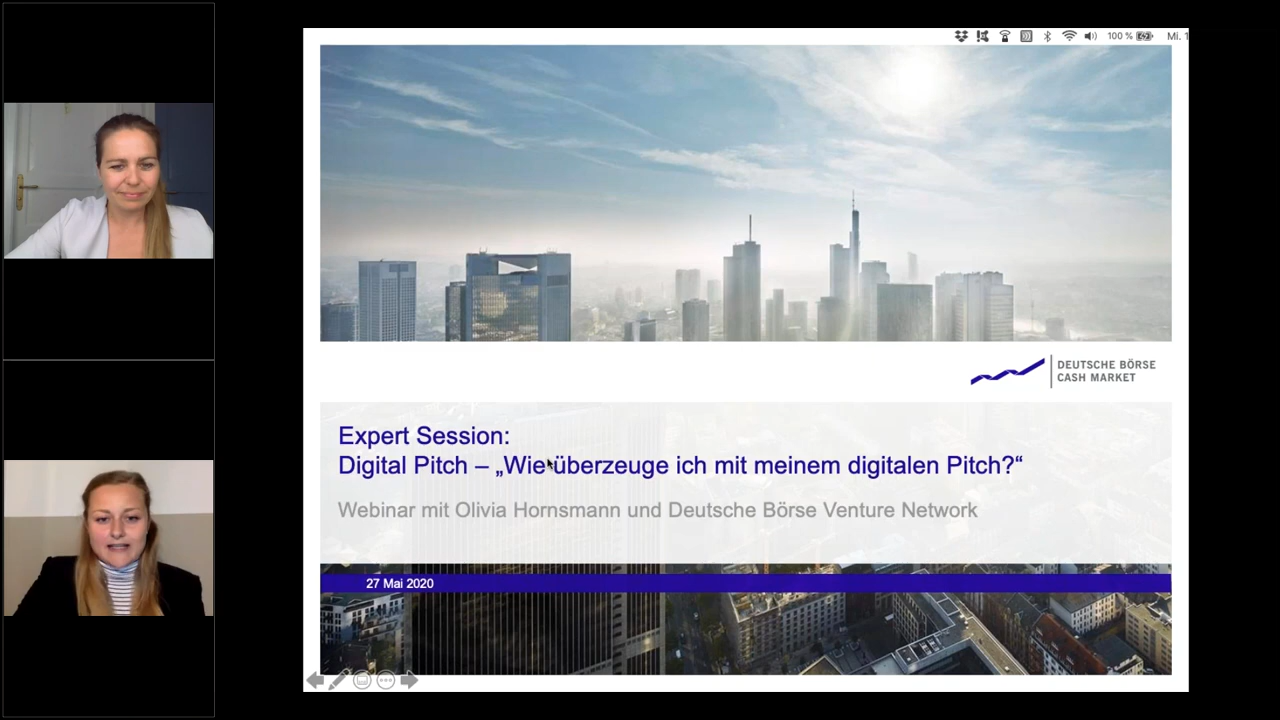 100 % Mi. 1
DEUTSCHE BÖRSE
CASH MARKET
Expert Session:
Digital Pitch – „Wie überzeuge ich mit meinem digitalen Pitch?“
Webinar mit Olivia Hornsmann und Deutsche Börse Venture Network
27 Mai 2020